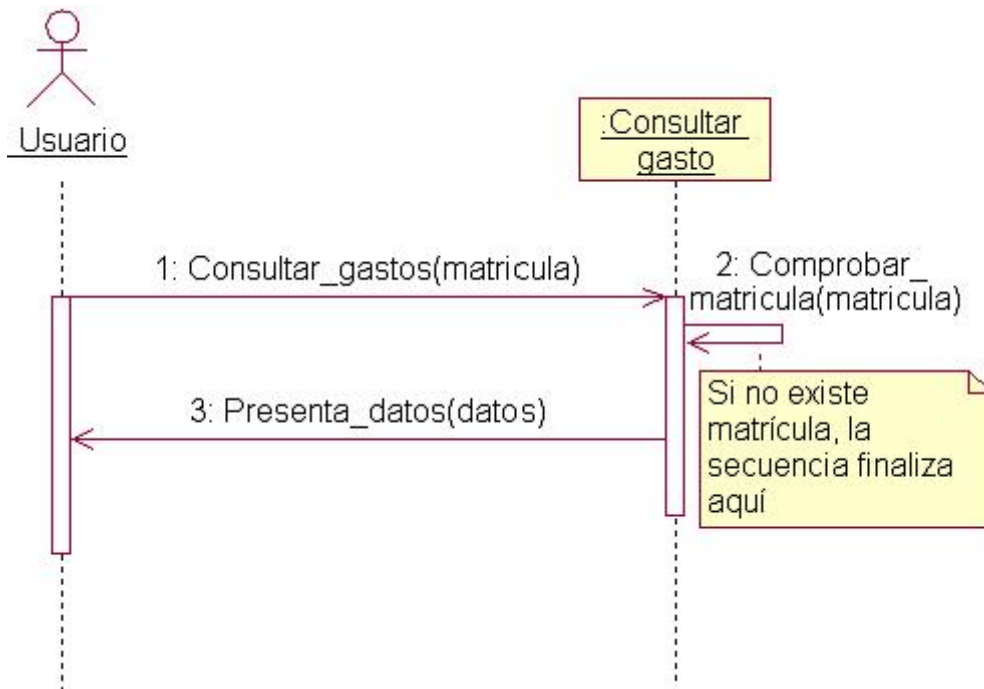 Usuario
:Consultar
gasto
1: Consultar_gastos(matricula)
2: Comprobar_
matricula(matricula)
3: Presenta_datos(datos)
Si no existe
matrícula, la
secuencia finaliza
aquí